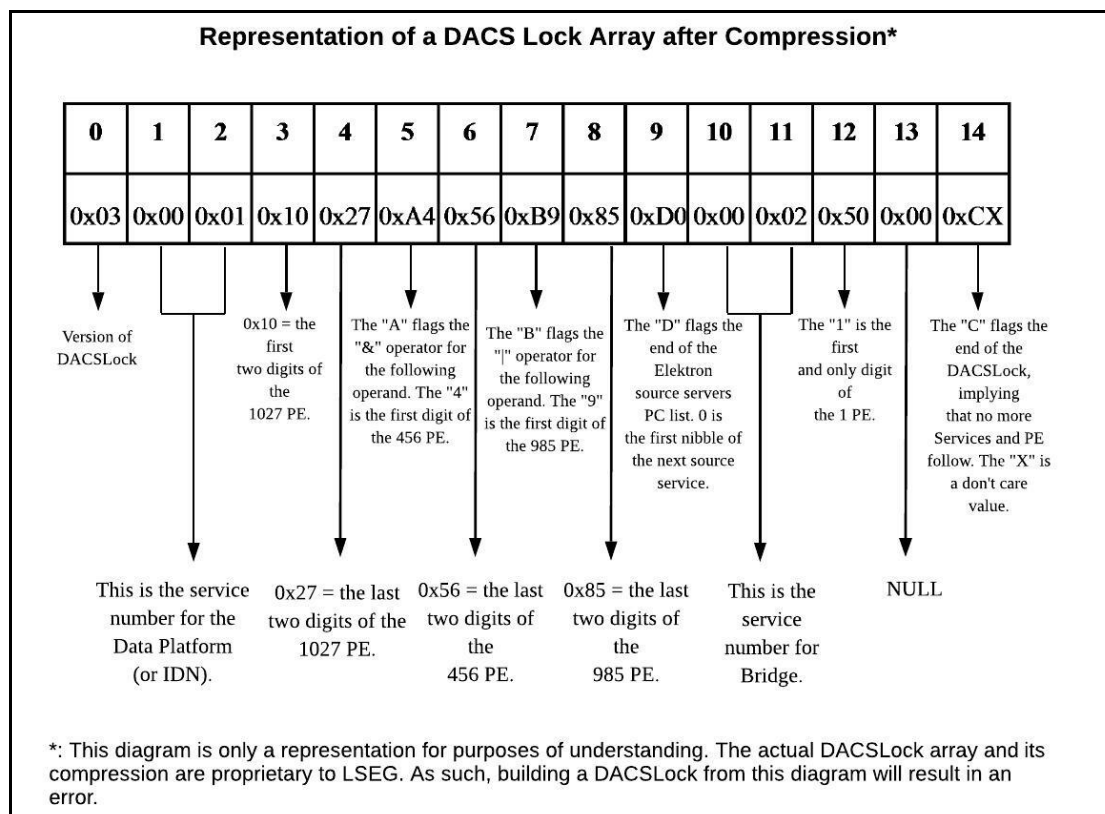 Representation of a DACS Lock Array after Compression*
0 1 2 3 4 5 6 7 8 9 10 11 12 13 14
0x03 0x00 0x01 0x10 0x27 0xA4 0x56 0xB9 0x85 0xD0 0x00 0x02 0x50 0x00 0xCX
Version of
DACSLock
0x10 = the
first
two digits of
the
1027 PE.
The "A" flags the
"&" operator for
the following
operand. The "4"
is the first digit of
the 456 PE.
The "B" flags the
"|" operator for
the following
operand. The "9"
is the first digit of
the 985 PE.
The "D" flags the
end of the
Elektron
source servers
PC list. 0 is
the first nibble of
the next source
service.
The "1" is the
first
and only digit
of
the 1 PE.
The "C" flags the
end of the
DACSLock,
implying
that no more
Services and PE
follow. The "X" is
a don't care
value.
This is the service
number for the
Data Platform
(or IDN).
0x27 = the last
two digits of the
1027 PE.
0x56 = the last
two digits of
the
456 PE.
0x85 = the last
two digits of
the
985 PE.
This is the
service
number for
Bridge.
NULL
*: This diagram is only a representation for purposes of understanding. The actual DACSLock array and its
compression are proprietary to LSEG. As such, building a DACSLock from this diagram will result in an
error.